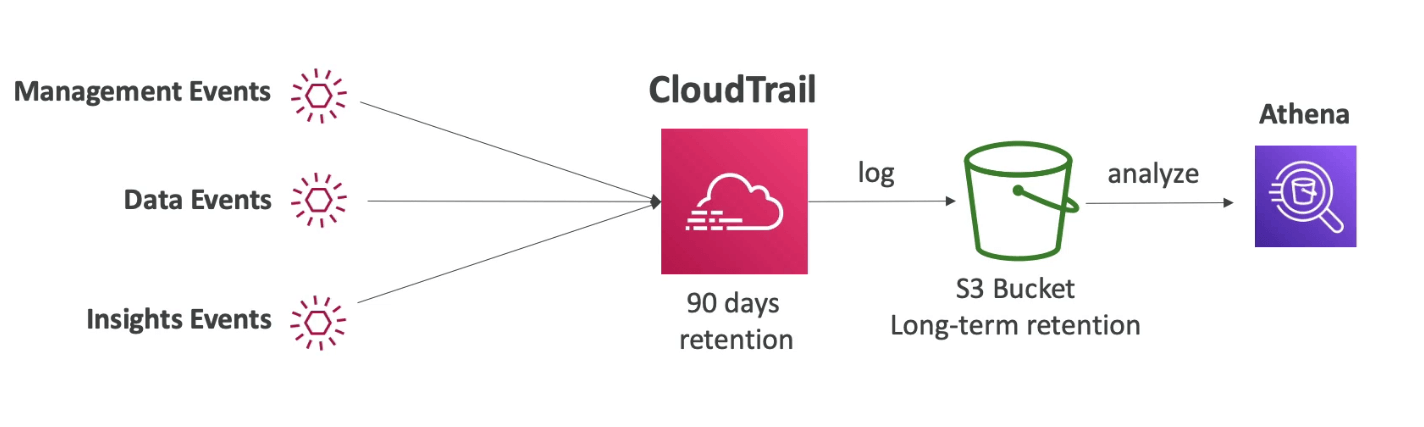 Management Events
Data Events
Insights Events
CloudTrail
90 days
retention
log
S3 Bucket
Long-term retention
analyze
Athena